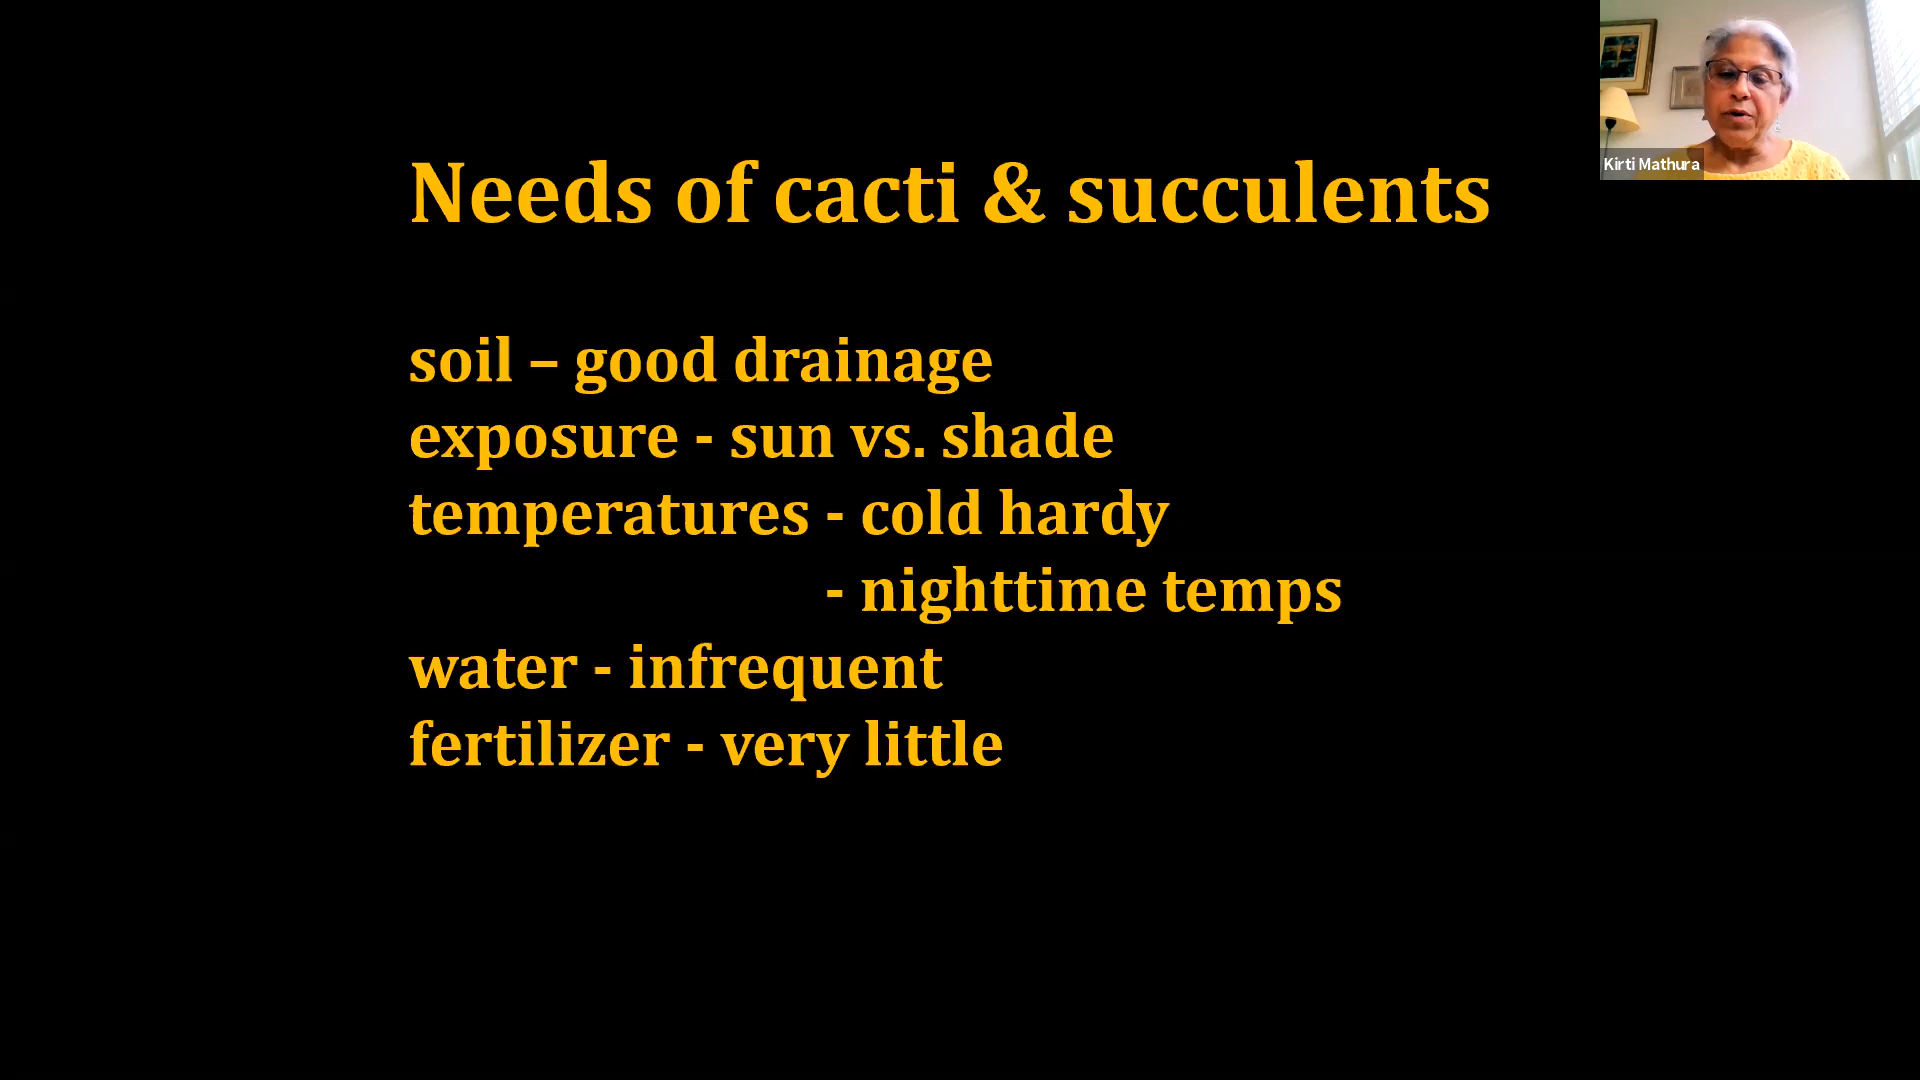 Needs of cacti & succulents
soil – good drainage
exposure - sun vs. shade
temperatures - cold hardy
- nighttime temps
water - infrequent
fertilizer - very little
Kirti Mathura